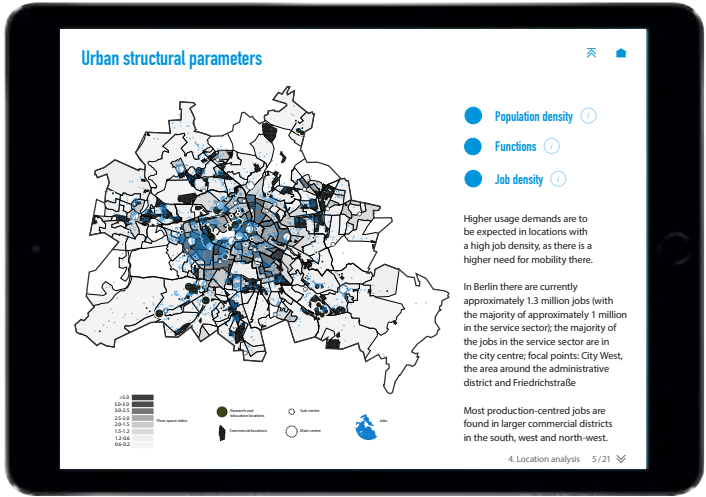 Urban structural parameters
Population density i
Functions i
Job density i
Higher usage demands are to
be expected in locations with
a high job density, as there is a
higher need for mobility there.
In Berlin there are currently
approximately 1.3 million jobs (with
the majority of approximately 1 million
in the service sector); the majority of
the jobs in the service sector are in
the city centre; focal points: City West,
the area around the administrative
district and Friedrichstraße
Most production-centred jobs are
found in larger commercial districts
in the south, west and north-west.
>5.0
5.0-3.0
3.0-2.5
2.5-2.0
2.0-1.5
1.5-1.2
1.2-0.6
0.6-0.2
Floor-space index
Research and
education locations
Commercial locations
Sub-centre
Main centre
Jobs
4. Location analysis 5/21